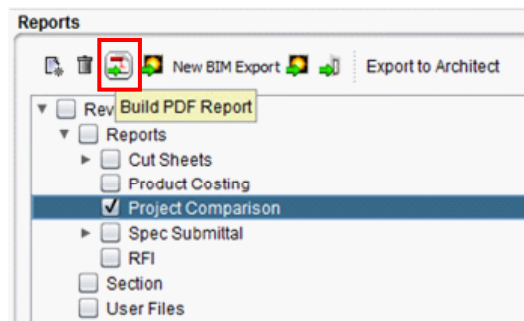 Reports
New BIM Export Export to Architect
Build PDF Report
Rev
Reports
Cut Sheets
Product Costing
Project Comparison
Spec Submittal
RFI
Section
User Files